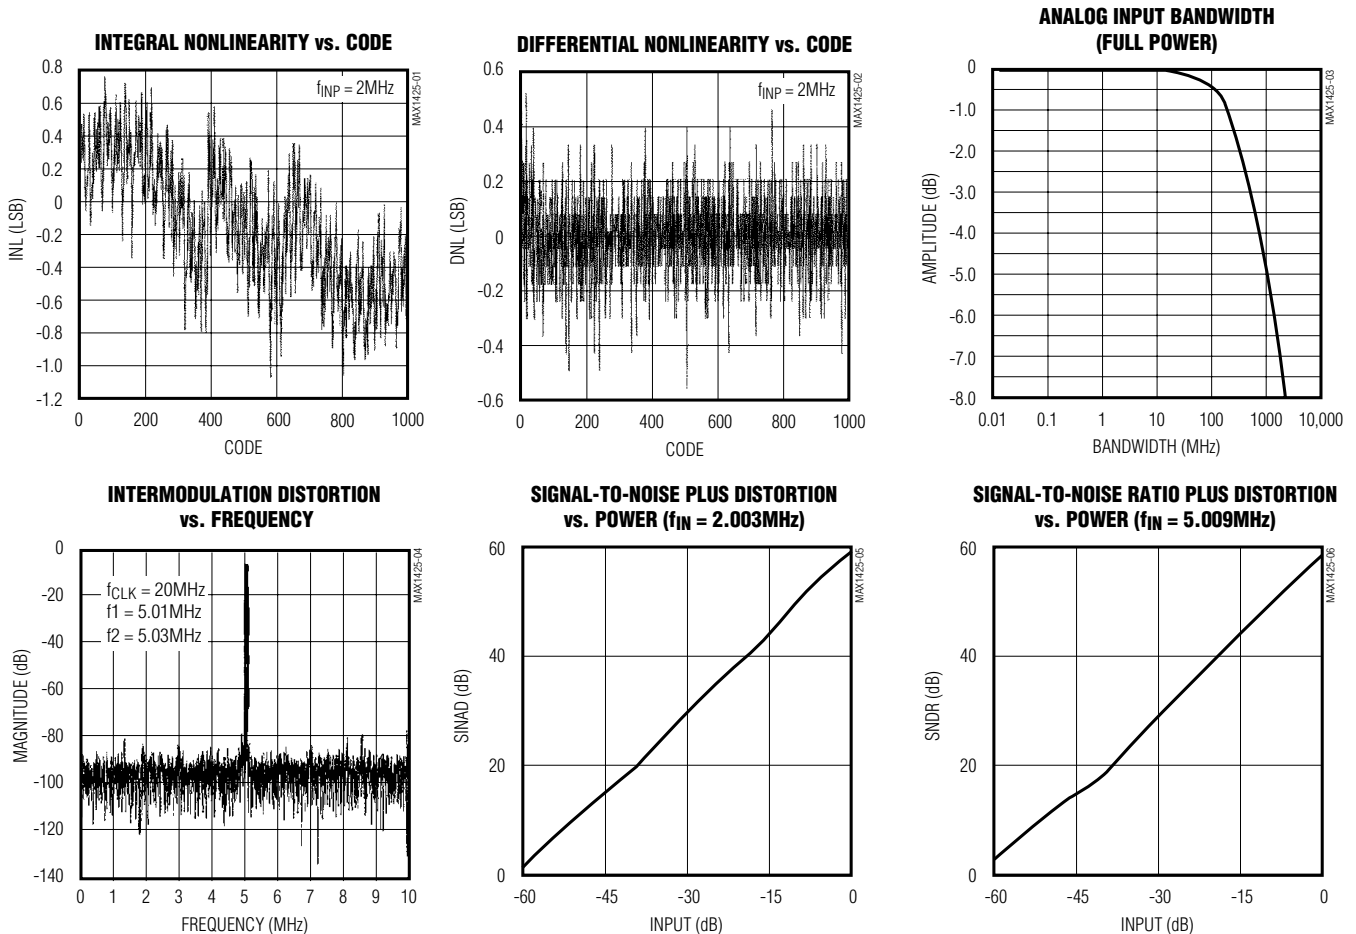 INTEGRAL NONLINEARITY vs. CODE
0.8
0.6
0.4
0.2
0
-0.2
-0.4
-0.6
-0.8
-1.0
-1.2
INL (LSB)
fINP = 2MHz
MAX1425-01
0 200 400 600 800 1000
CODE
DIFFERENTIAL NONLINEARITY vs. CODE
0.6
0.4
0.2
0
-0.2
-0.4
-0.6
DNL (LSB)
fINP = 2MHz
MAX1425-02
0 200 400 600 800 1000
CODE
ANALOG INPUT BANDWIDTH
(FULL POWER)
0
-1.0
-2.0
-3.0
-4.0
-5.0
-6.0
-7.0
-8.0
AMPLITUDE (dB)
MAX1425-03
0.01 0.1 1 10 100 1000 10,000
BANDWIDTH (MHz)
INTERMODULATION DISTORTION
vs. FREQUENCY
0
-20
-40
-60
-80
-100
-120
-140
MAGNITUDE (dB)
fCLK = 20MHz
f1 = 5.01MHz
f2 = 5.03MHz
MAX1425-04
0 1 2 3 4 5 6 7 8 9 10
FREQUENCY (MHz)
SIGNAL-TO-NOISE PLUS DISTORTION
vs. POWER (fIN = 2.003MHz)
60
40
20
0
SINAD (dB)
MAX1425-05
-60 -45 -30 -15 0
INPUT (dB)
SIGNAL-TO-NOISE RATIO PLUS DISTORTION
vs. POWER (fIN = 5.009MHz)
60
40
20
0
SNDR (dB)
MAX1425-06
-60 -45 -30 -15 0
INPUT (dB)